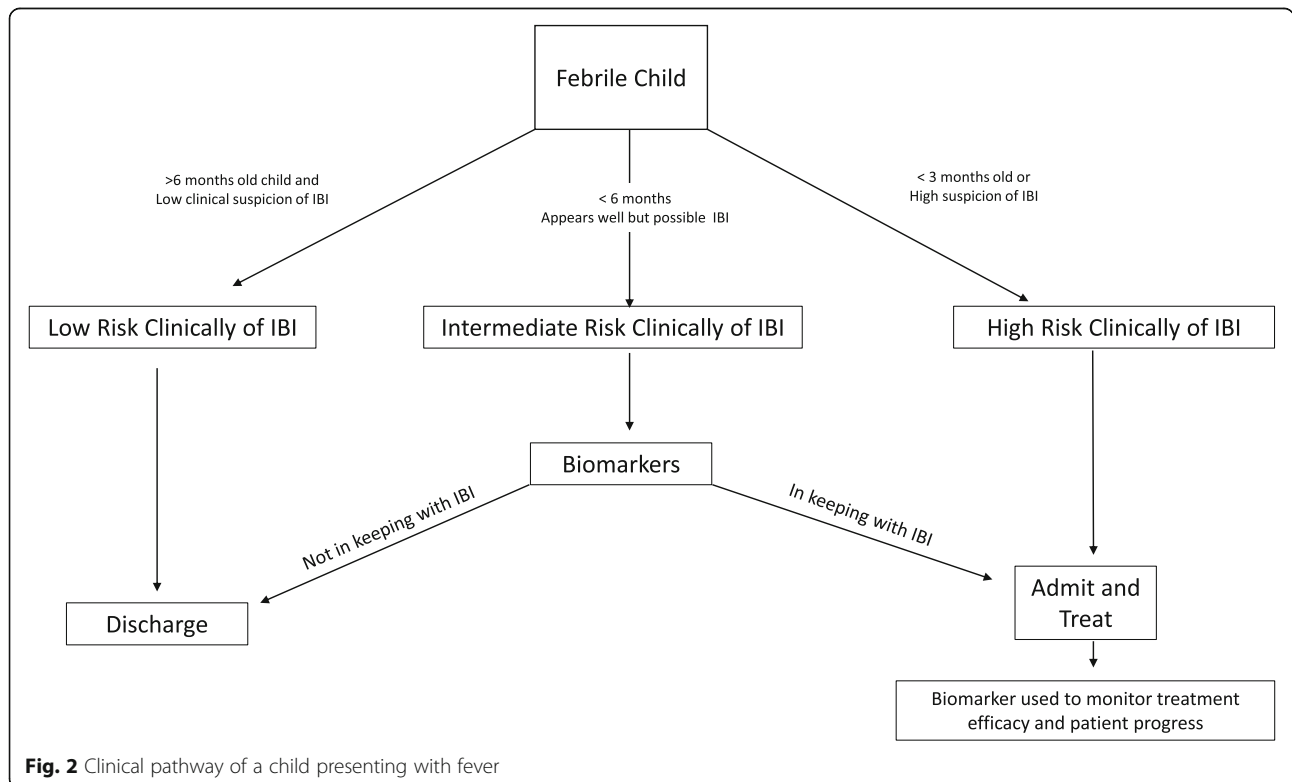 Febrile Child
>6 months old child and
Low clinical suspicion of IBI
< 6 months
Appears well but possible IBI
< 3 months old or
High suspicion of IBI
Low Risk Clinically of IBI
Intermediate Risk Clinically of IBI
High Risk Clinically of IBI
Biomarkers
Not in keeping with IBI
In keeping with IBI
Discharge
Admit and
Treat
Biomarker used to monitor treatment
efficacy and patient progress
Fig. 2 Clinical pathway of a child presenting with fever